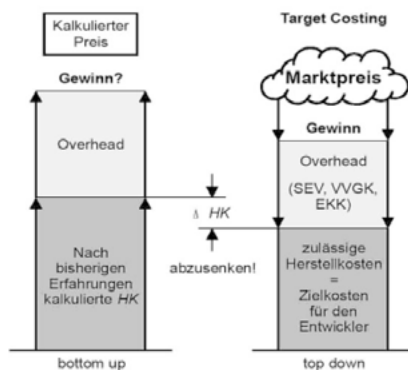 Kalkulierter
Preis
Gewinn?
Overhead
Nach
bisherigen
Erfahrungen
kalkulierte HK
bottom up
Δ HK
abzusenken!
Target Costing
Marktpreis
Gewinn
Overhead
(SEV, VVGK,
EKK)
zulässige
Herstellkosten
=
Zielkosten
für den
Entwickler
top down